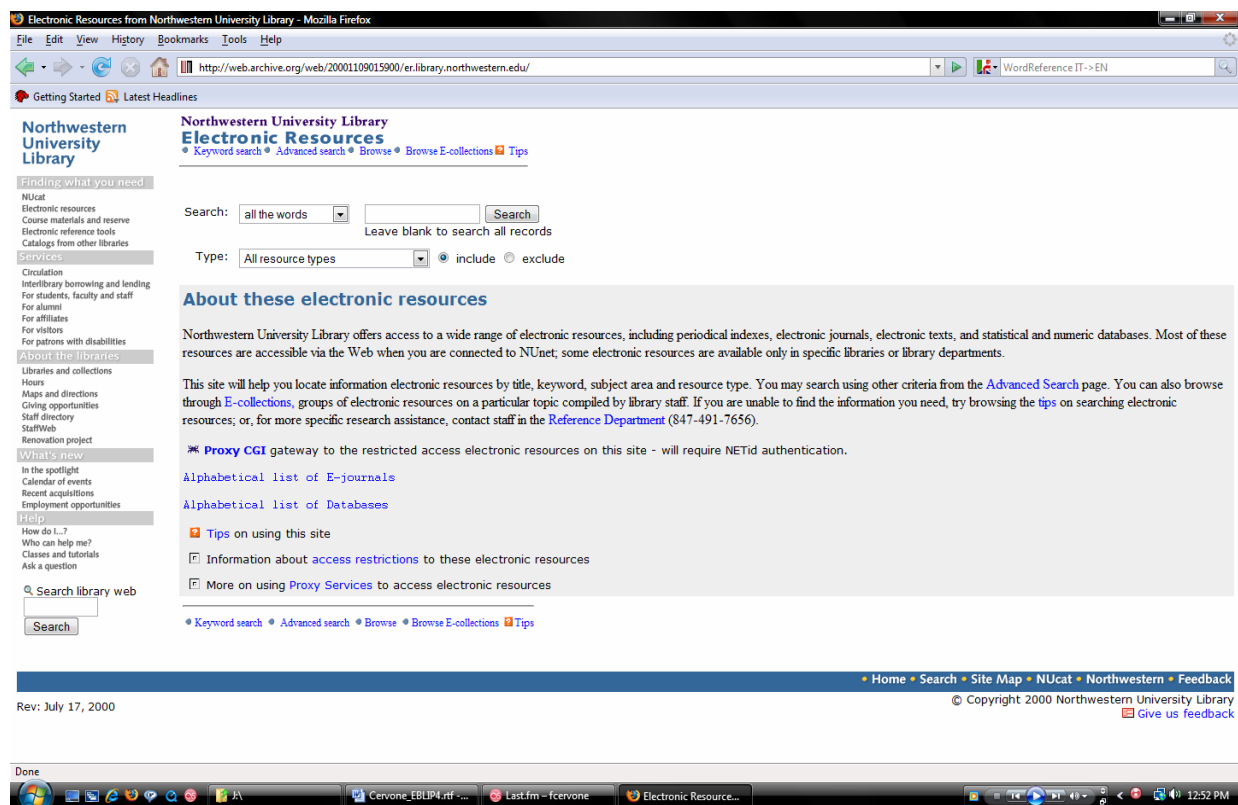 Electronic Resources from Northwestern University Library - Mozilla Firefox
File Edit View History Bookmarks Tools Help
http://web.archive.org/web/20001109015900/er.library.northwestern.edu/
WordReference IT->EN
Getting Started Latest Headlines
Northwestern
University
Library
Finding what you need
NUcat
Electronic resources
Course materials and reserve
Electronic reference tools
Catalogs from other libraries
Services
Circulation
Interlibrary borrowing and lending
For students, faculty and staff
For alumni
For affiliates
For visitors
For patrons with disabilities
About the libraries
Libraries and collections
Hours
Maps and directions
Giving opportunities
Staff directory
StaffWeb
Renovation project
What's new
In the spotlight
Calendar of events
Recent acquisitions
Employment opportunities
Help
How do I...?
Who can help me?
Classes and tutorials
Ask a question
Search library web
Search
Northwestern University Library
Electronic Resources
Keyword search Advanced search Browse Browse E-collections Tips
Search: all the words Search
Leave blank to search all records
Type: All resource types include exclude
About these electronic resources
Northwestern University Library offers access to a wide range of electronic resources, including periodical indexes, electronic journals, electronic texts, and statistical and numeric databases. Most of these
resources are accessible via the Web when you are connected to NUnet; some electronic resources are available only in specific libraries or library departments.
This site will help you locate information electronic resources by title, keyword, subject area and resource type. You may search using other criteria from the Advanced Search page. You can also browse
through E-collections, groups of electronic resources on a particular topic compiled by library staff. If you are unable to find the information you need, try browsing the tips on searching electronic
resources; or, for more specific research assistance, contact staff in the Reference Department (847-491-7656).
Proxy CGI gateway to the restricted access electronic resources on this site - will require NETid authentication.
Alphabetical list of E-journals
Alphabetical list of Databases
Tips on using this site
Information about access restrictions to these electronic resources
More on using Proxy Services to access electronic resources
Keyword search Advanced search Browse Browse E-collections Tips
• Home • Search • Site Map • NUcat • Northwestern • Feedback
Rev: July 17, 2000
© Copyright 2000 Northwestern University Library
Give us feedback
Done
J:\ Cervone_EBLIP4.rtf -... Last.fm – fcervone Electronic Resource... 12:52 PM